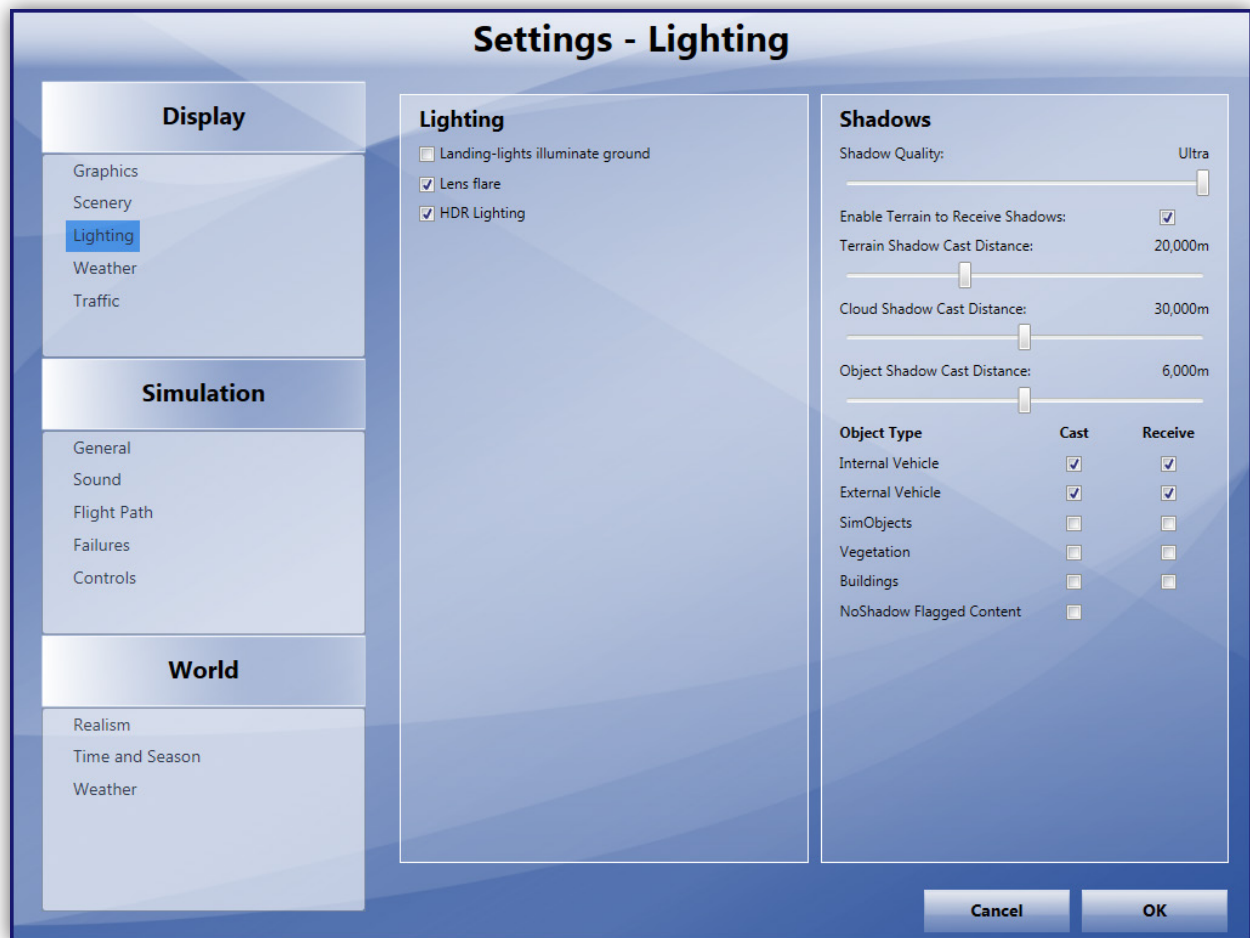 Settings - Lighting
Display
Graphics
Scenery
Lighting
Weather
Traffic
Simulation
General
Sound
Flight Path
Failures
Controls
World
Realism
Time and Season
Weather
Lighting
Landing-lights illuminate ground
Lens flare
HDR Lighting
Shadows
Shadow Quality: Ultra
Enable Terrain to Receive Shadows:
Terrain Shadow Cast Distance: 20,000m
Cloud Shadow Cast Distance: 30,000m
Object Shadow Cast Distance: 6,000m
Object Type Cast Receive
Internal Vehicle
External Vehicle
SimObjects
Vegetation
Buildings
NoShadow Flagged Content
Cancel OK